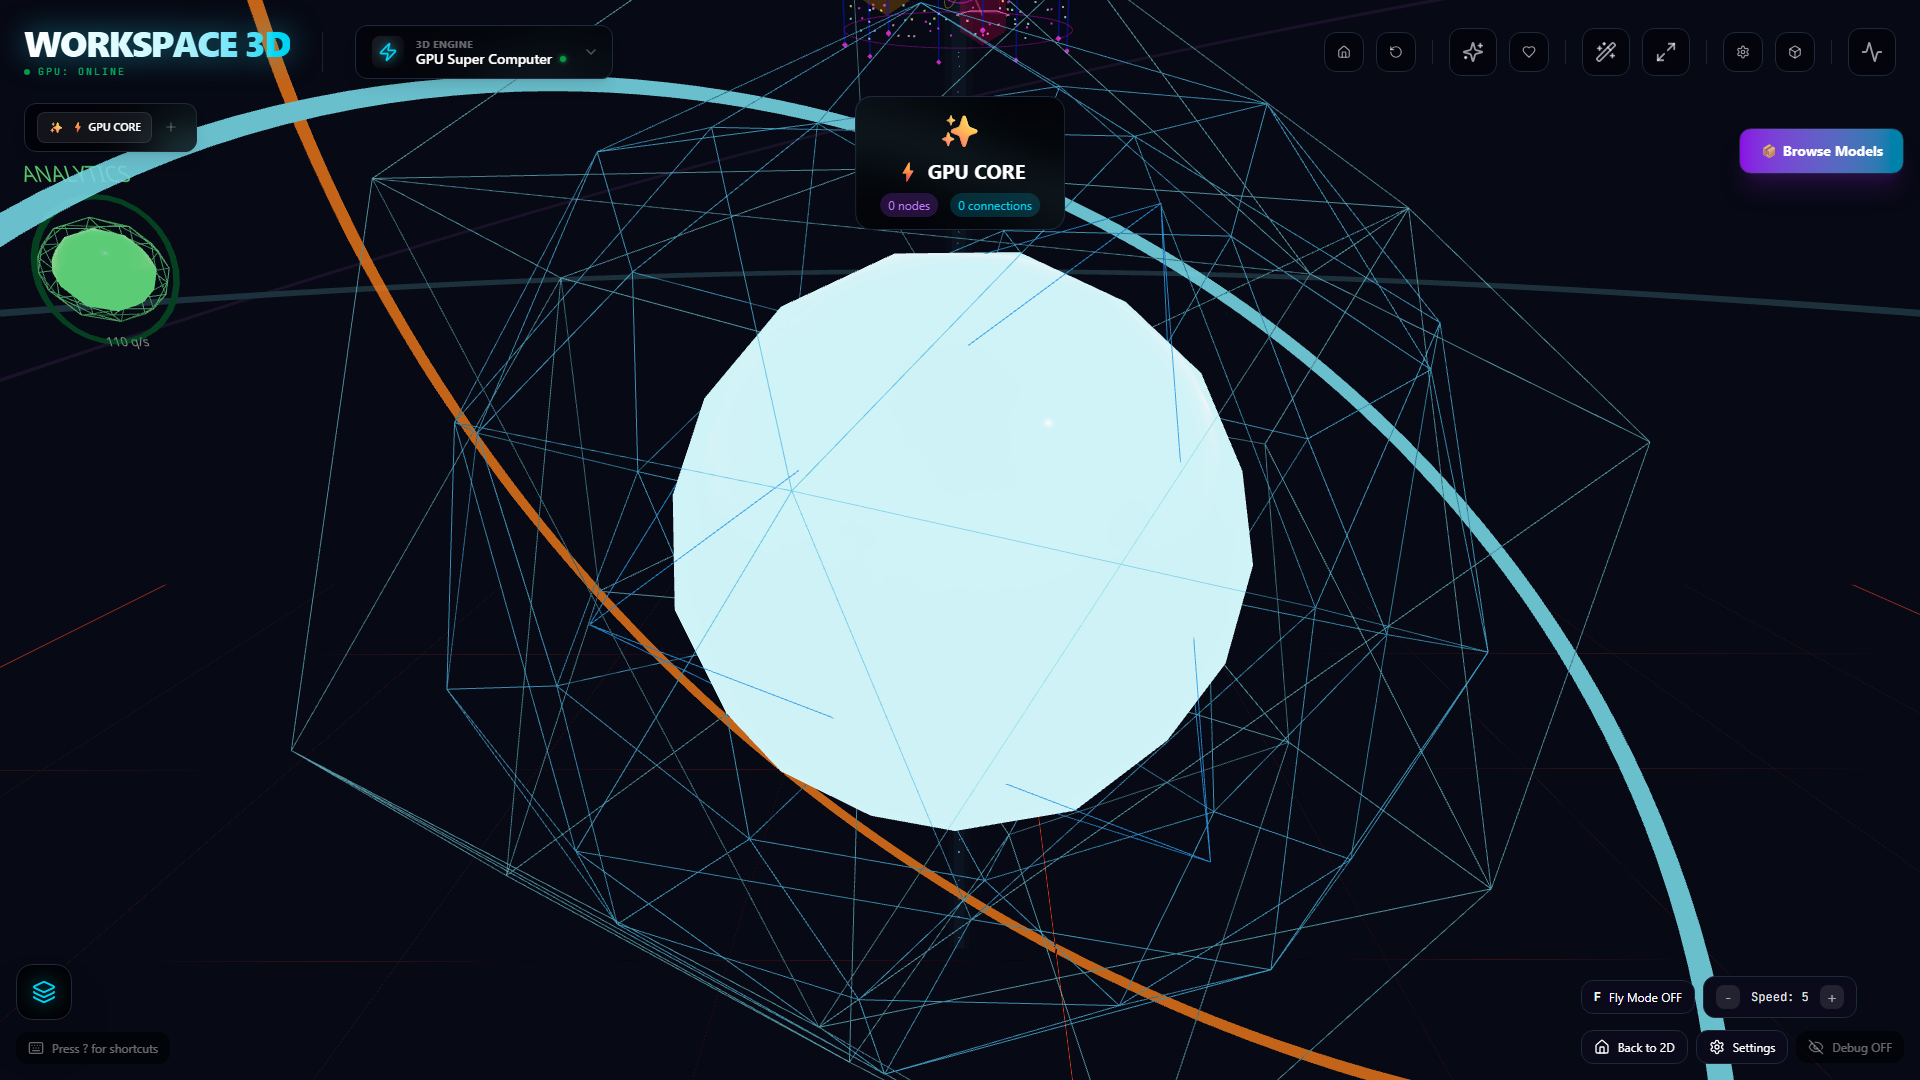 WORKSPACE 3D
GPU: ONLINE
3D ENGINE
GPU Super Computer
GPU CORE
+
ANALYTICS
110 q/s
GPU CORE
0 nodes
0 connections
Browse Models
F Fly Mode OFF
- Speed: 5 +
Back to 2D
Settings
Debug OFF
Press ? for shortcuts